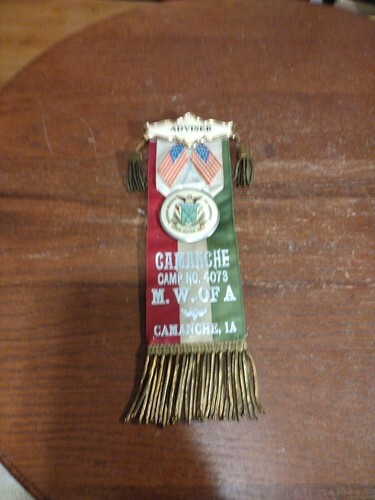 ADVISER
CAMANCHE
CAMP NO. 4073
M. W. OF A
CAMANCHE, IA